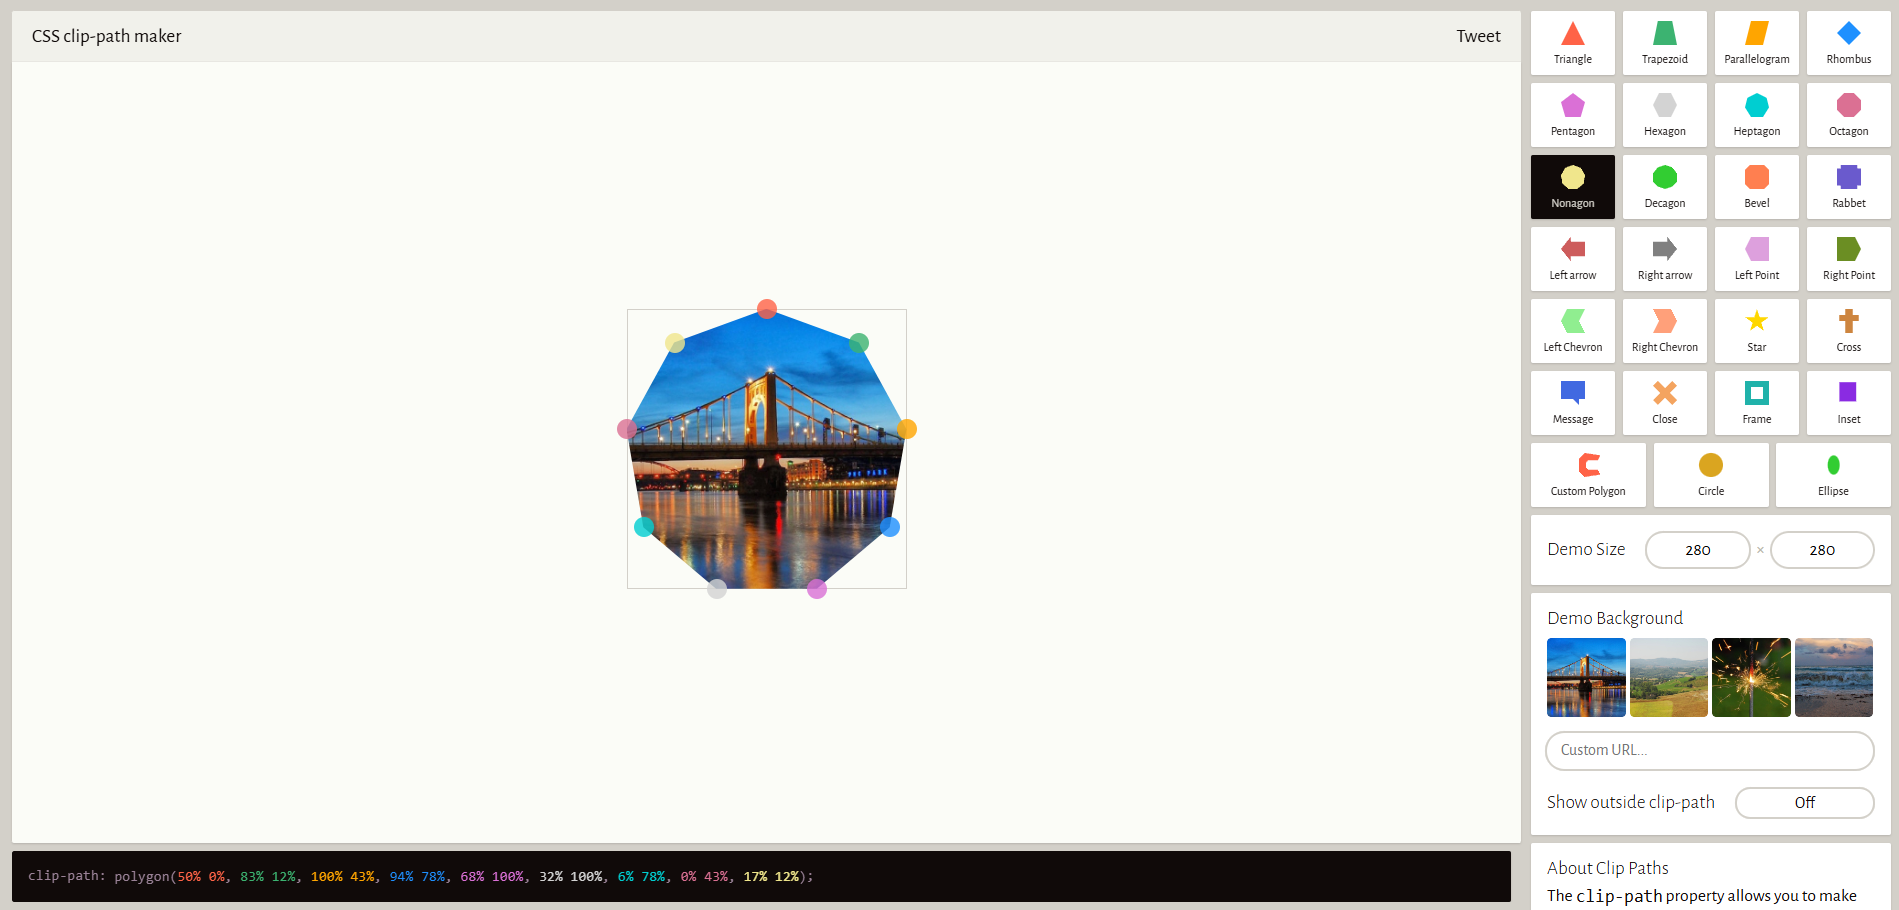 CSS clip-path maker
Tweet
Triangle
Trapezoid
Parallelogram
Rhombus
Pentagon
Hexagon
Heptagon
Octagon
Nonagon
Decagon
Bevel
Rabbet
Left arrow
Right arrow
Left Point
Right Point
Left Chevron
Right Chevron
Star
Cross
Message
Close
Frame
Inset
Custom Polygon
Circle
Ellipse
Demo Size
280 × 280
Demo Background
Custom URL...
Show outside clip-path
Off
About Clip Paths
The clip-path property allows you to make
clip-path: polygon(50% 0%, 83% 12%, 100% 43%, 94% 78%, 68% 100%, 32% 100%, 6% 78%, 0% 43%, 17% 12%);